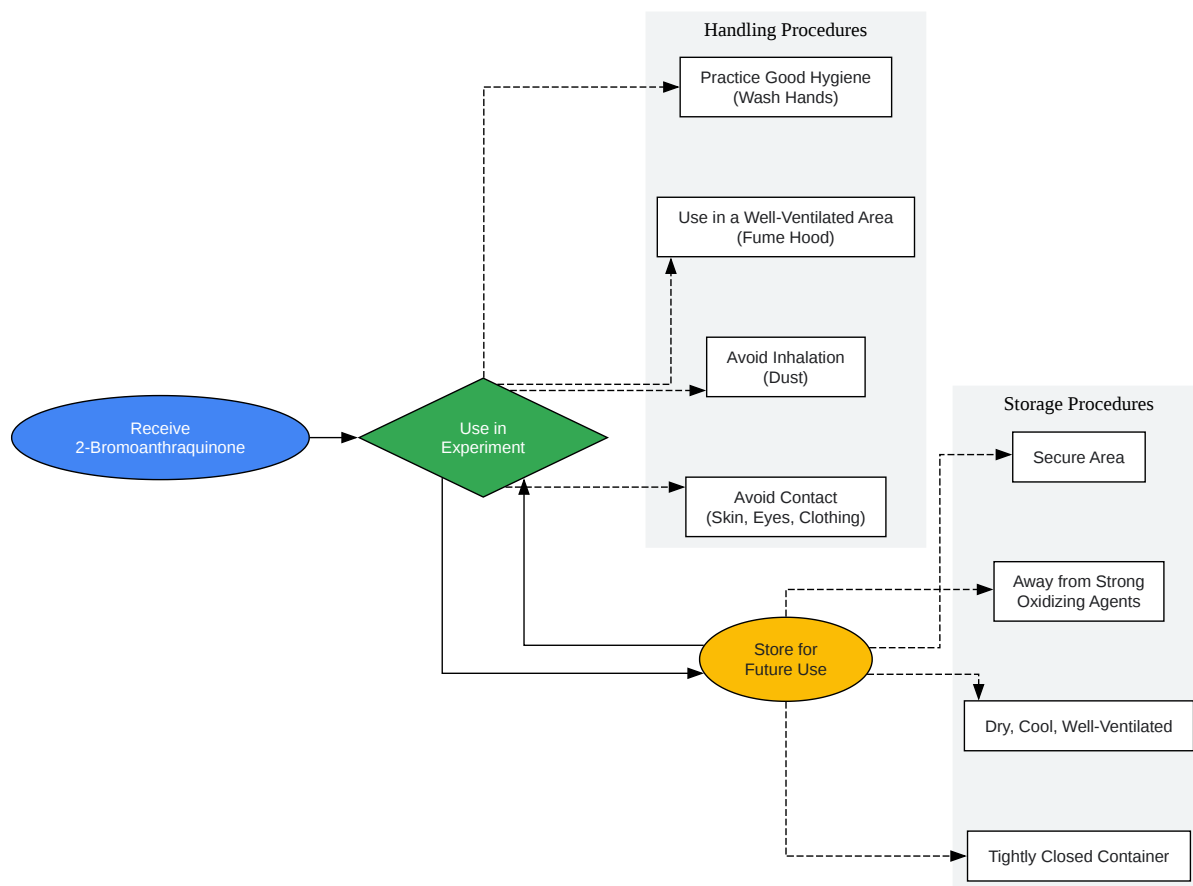 Handling Procedures
Practice Good Hygiene
(Wash Hands)
Use in a Well-Ventilated Area
(Fume Hood)
Avoid Inhalation
(Dust)
Avoid Contact
(Skin, Eyes, Clothing)
Receive
2-Bromoanthraquinone
Use in
Experiment
Store for
Future Use
Storage Procedures
Secure Area
Away from Strong
Oxidizing Agents
Dry, Cool, Well-Ventilated
Tightly Closed Container